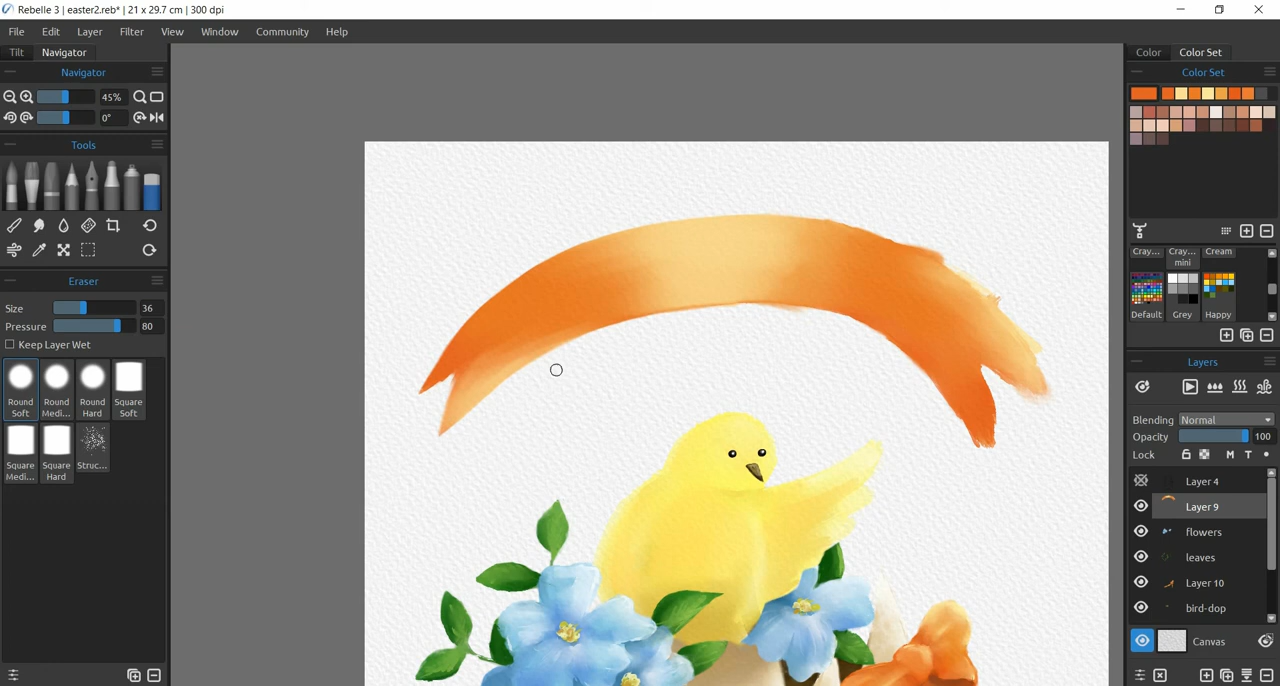 Rebelle 3 | easter2.reb* | 21 x 29.7 cm | 300 dpi
File Edit Layer Filter View Window Community Help
Tilt Navigator
Navigator
45%
0°
Tools
Eraser
Size 36
Pressure 80
Keep Layer Wet
Round Soft
Round Medi...
Round Hard
Square Soft
Square Medi...
Square Hard
Struc...
Color Color Set
Color Set
Cray...
Cray... mini
Cream
Default Grey Happy
Layers
Blending Normal
Opacity 100
Lock M T
Layer 4
Layer 9
flowers
leaves
Layer 10
bird-dop
Canvas